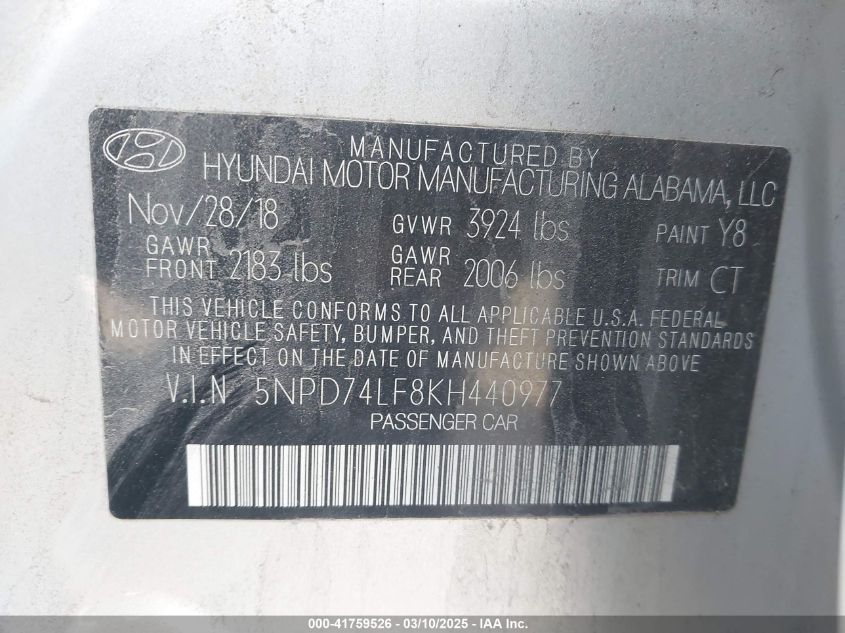 MANUFACTURED BY
HYUNDAI MOTOR MANUFACTURING ALABAMA, LLC
Nov/28/18 GVWR 3924 lbs PAINT Y8
GAWR FRONT 2183 lbs GAWR REAR 2006 lbs TRIM CT
THIS VEHICLE CONFORMS TO ALL APPLICABLE U.S.A. FEDERAL
MOTOR VEHICLE SAFETY, BUMPER, AND THEFT PREVENTION STANDARDS
IN EFFECT ON THE DATE OF MANUFACTURE SHOWN ABOVE
V.I.N 5NPD74LF8KH440977
PASSENGER CAR
000-41759526 - 03/10/2025 - IAA Inc.